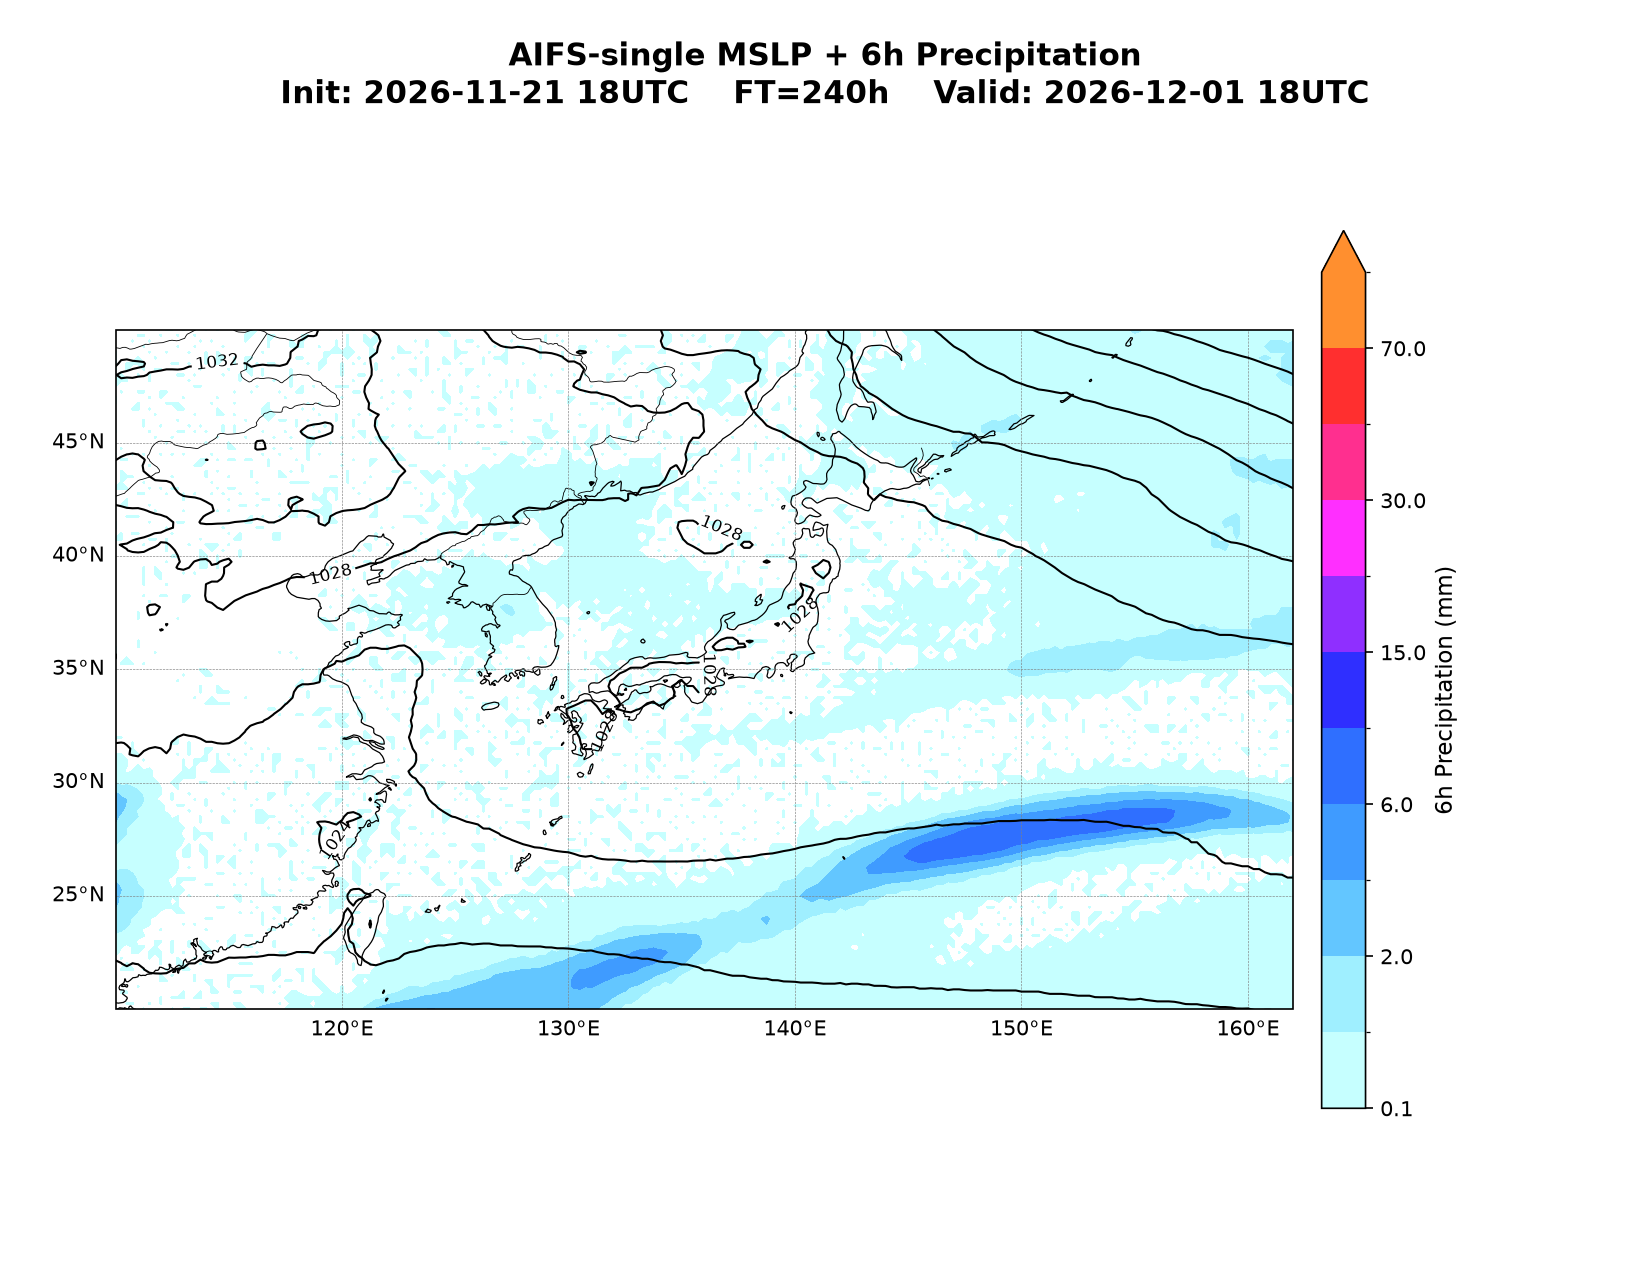 AIFS-single MSLP + 6h Precipitation
Init: 2026-11-21 18UTC    FT=240h    Valid: 2026-12-01 18UTC
1032
1028
1028
1028
1028
1028
1024
45°N
40°N
35°N
30°N
25°N
120°E
130°E
140°E
150°E
160°E
70.0
30.0
15.0
6.0
2.0
0.1
6h Precipitation (mm)